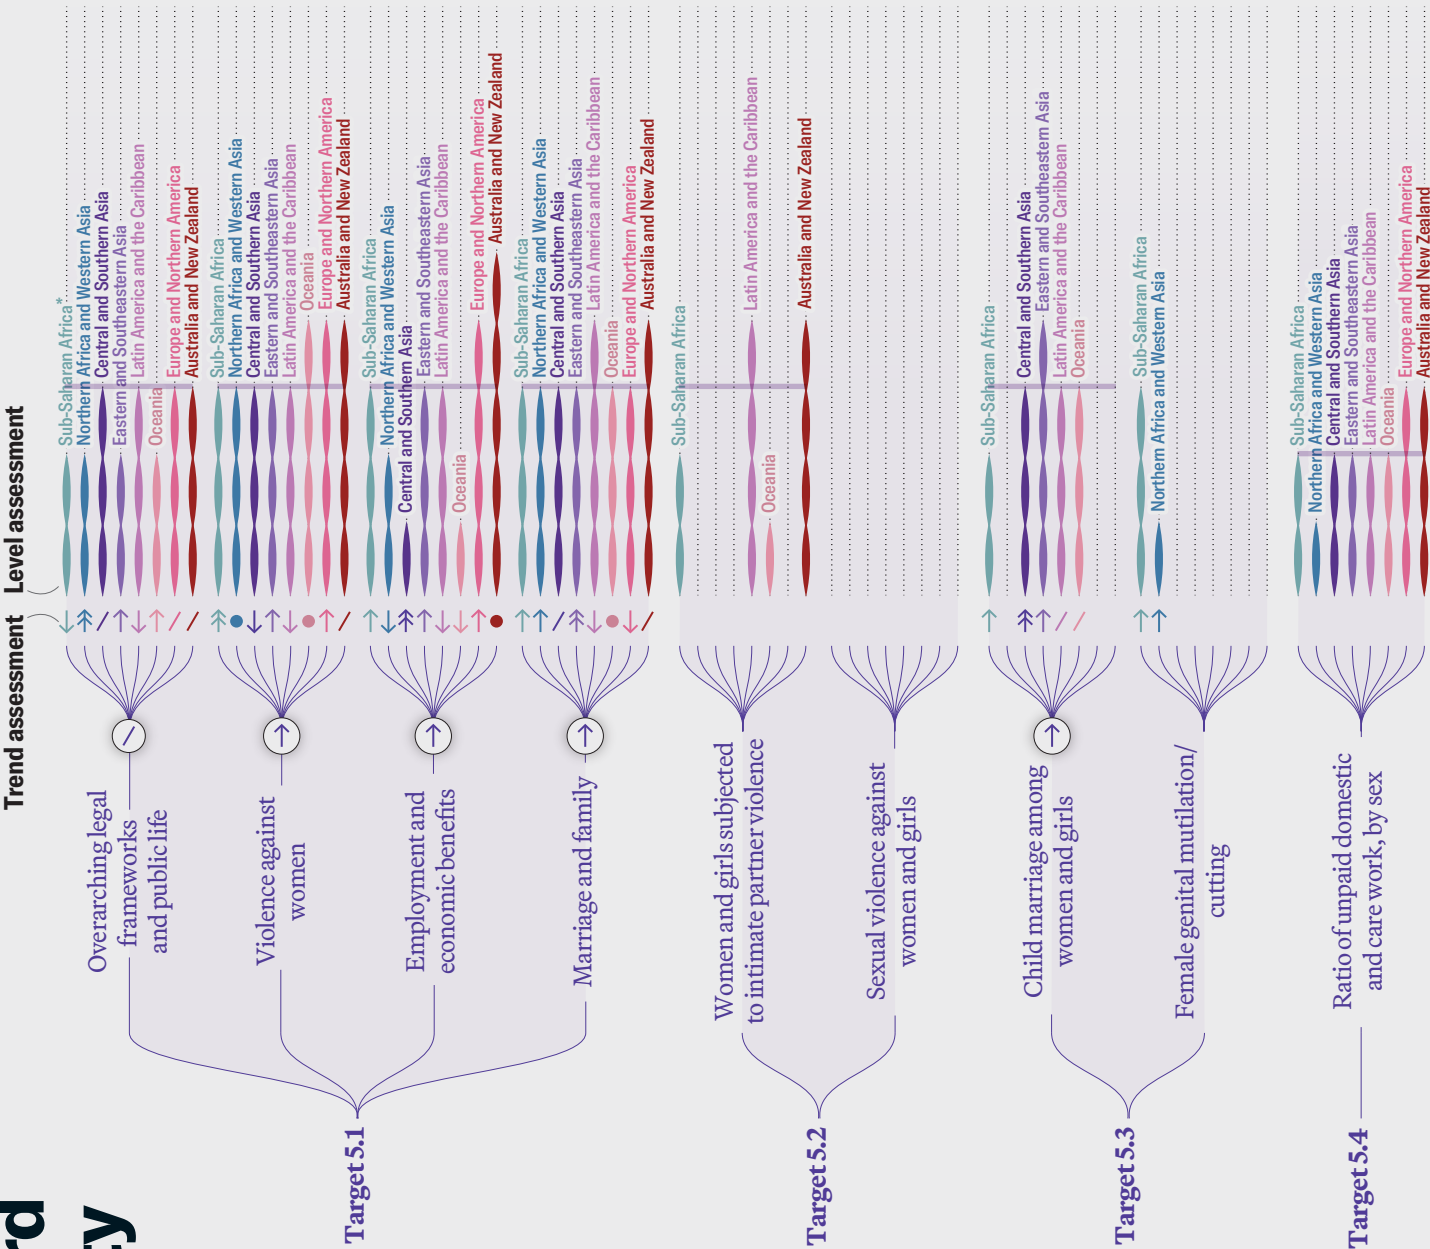 rd
ty
Trend assessment
Level assessment
Target 5.1
Overarching legal
frameworks
and public life
Sub-Saharan Africa*
Northern Africa and Western Asia
Central and Southern Asia
Eastern and Southeastern Asia
Latin America and the Caribbean
Oceania
Europe and Northern America
Australia and New Zealand
Violence against
women
Sub-Saharan Africa
Northern Africa and Western Asia
Central and Southern Asia
Eastern and Southeastern Asia
Latin America and the Caribbean
Oceania
Europe and Northern America
Australia and New Zealand
Employment and
economic benefits
Sub-Saharan Africa
Northern Africa and Western Asia
Central and Southern Asia
Eastern and Southeastern Asia
Latin America and the Caribbean
Oceania
Europe and Northern America
Australia and New Zealand
Marriage and family
Sub-Saharan Africa
Northern Africa and Western Asia
Central and Southern Asia
Eastern and Southeastern Asia
Latin America and the Caribbean
Oceania
Europe and Northern America
Australia and New Zealand
Target 5.2
Women and girls subjected
to intimate partner violence
Sub-Saharan Africa
Latin America and the Caribbean
Oceania
Australia and New Zealand
Sexual violence against
women and girls
Target 5.3
Child marriage among
women and girls
Sub-Saharan Africa
Central and Southern Asia
Eastern and Southeastern Asia
Latin America and the Caribbean
Oceania
Female genital mutilation/
cutting
Sub-Saharan Africa
Northern Africa and Western Asia
Target 5.4
Ratio of unpaid domestic
and care work, by sex
Sub-Saharan Africa
Northern Africa and Western Asia
Central and Southern Asia
Eastern and Southeastern Asia
Latin America and the Caribbean
Oceania
Europe and Northern America
Australia and New Zealand